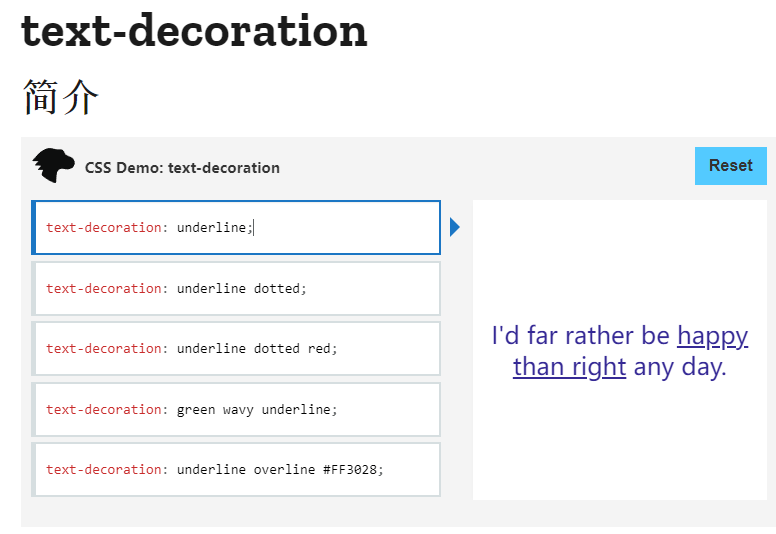 text-decoration
简介
CSS Demo: text-decoration
Reset
text-decoration: underline;
text-decoration: underline dotted;
text-decoration: underline dotted red;
text-decoration: green wavy underline;
text-decoration: underline overline #FF3028;
I'd far rather be happy
than right any day.